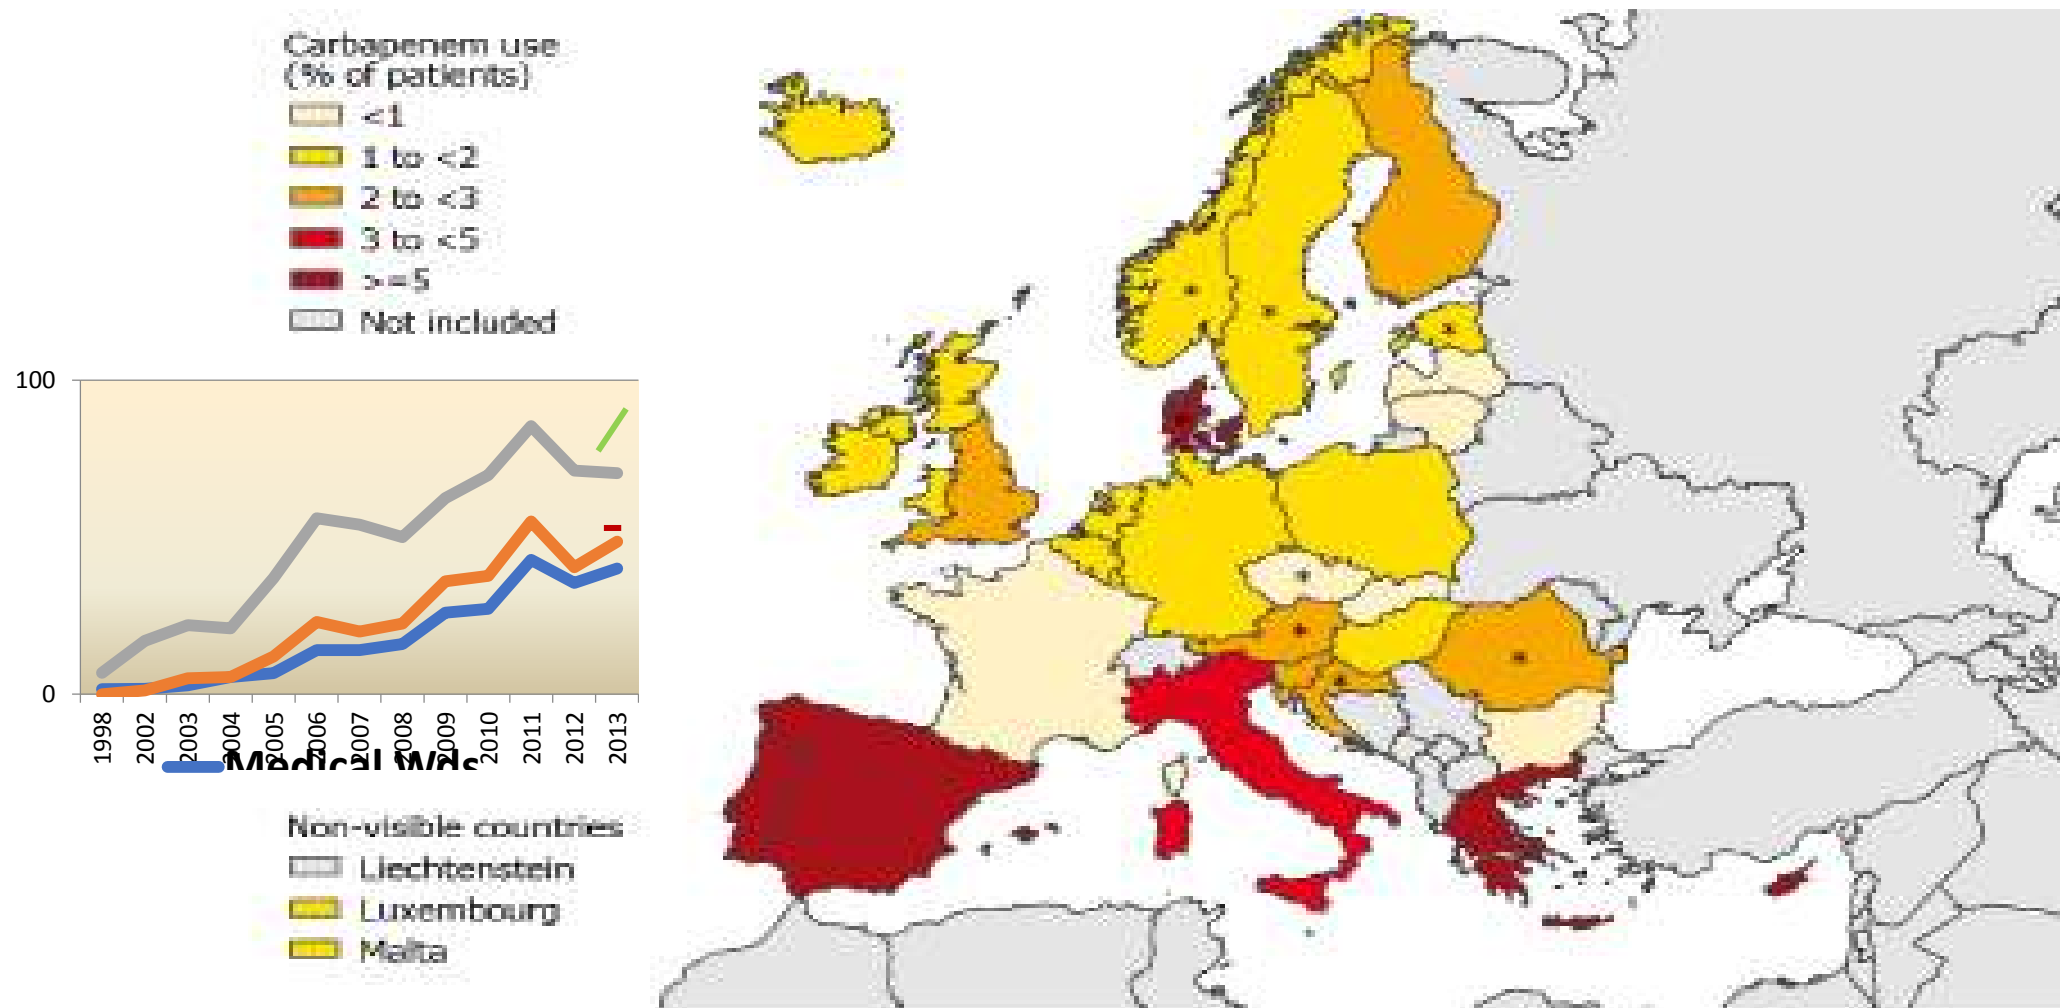 Carbapenem use
(% of patients)
<1
1 to <2
2 to <3
3 to <5
>=5
Not included
100
0
1998
2002
2003
2004
2005
2006
2007
2008
2009
2010
2011
2012
2013
Medical Wds
Non-visible countries
Liechtenstein
Luxembourg
Malta